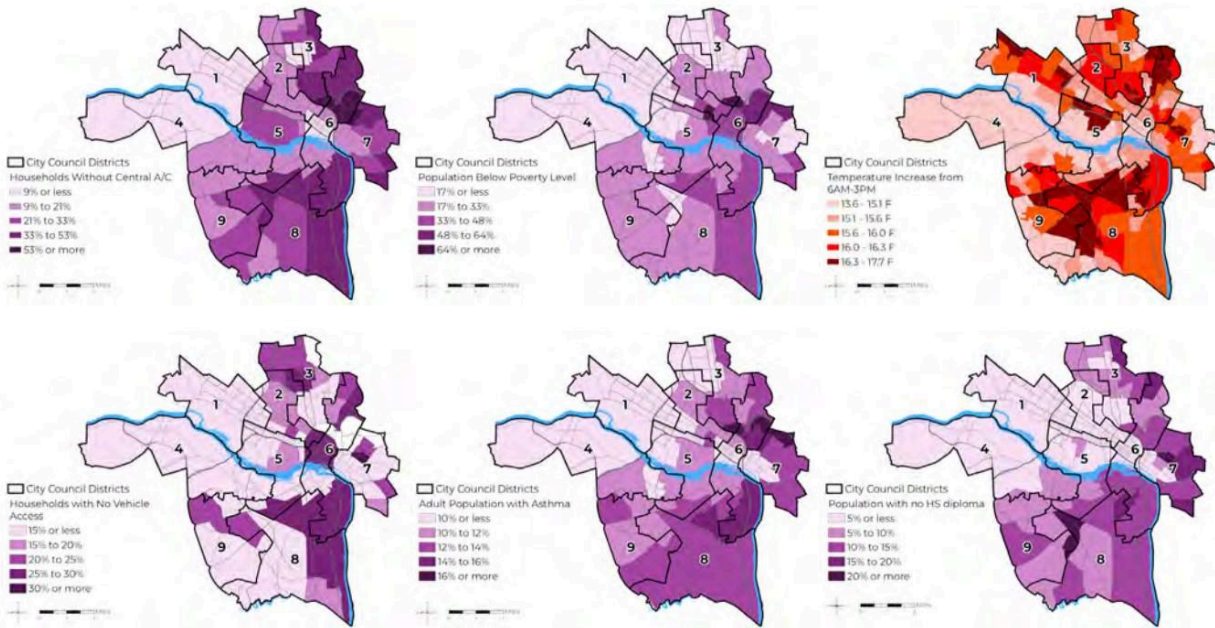 1
2
3
4
5
6
7
8
9
City Council Districts
Households Without Central A/C
9% or less
9% to 21%
21% to 33%
33% to 53%
53% or more
1
2
3
4
5
6
7
8
9
City Council Districts
Population Below Poverty Level
17% or less
17% to 33%
33% to 48%
48% to 64%
64% or more
1
2
3
4
5
6
7
8
9
City Council Districts
Temperature Increase from
6AM-3PM
13.6 - 15.1 F
15.1 - 15.6 F
15.6 - 16.0 F
16.0 - 16.3 F
16.3 - 17.7 F
1
2
3
4
5
6
7
8
9
City Council Districts
Households with No Vehicle
Access
15% or less
15% to 20%
20% to 25%
25% to 30%
30% or more
1
2
3
4
5
6
7
8
9
City Council Districts
Adult Population with Asthma
10% or less
10% to 12%
12% to 14%
14% to 16%
16% or more
1
2
3
4
5
6
7
8
9
City Council Districts
Population with no HS diploma
5% or less
5% to 10%
10% to 15%
15% to 20%
20% or more